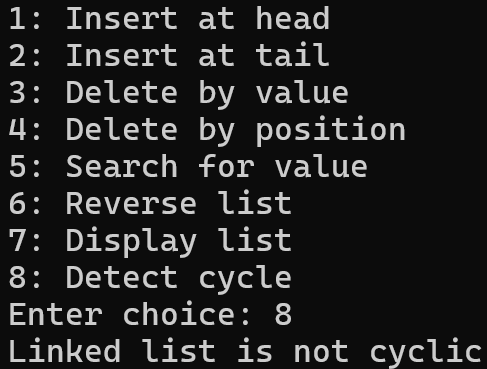 1: Insert at head
2: Insert at tail
3: Delete by value
4: Delete by position
5: Search for value
6: Reverse list
7: Display list
8: Detect cycle
Enter choice: 8
Linked list is not cyclic